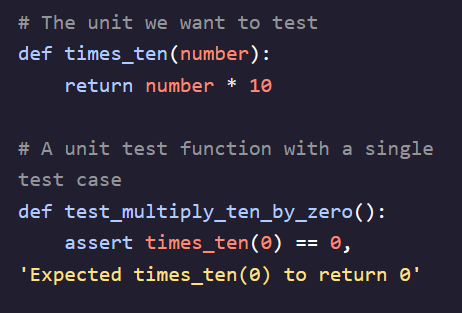 # The unit we want to test
def times_ten(number):
    return number * 10

# A unit test function with a single
test case
def test_multiply_ten_by_zero():
    assert times_ten(0) == 0,
'Expected times_ten(0) to return 0'